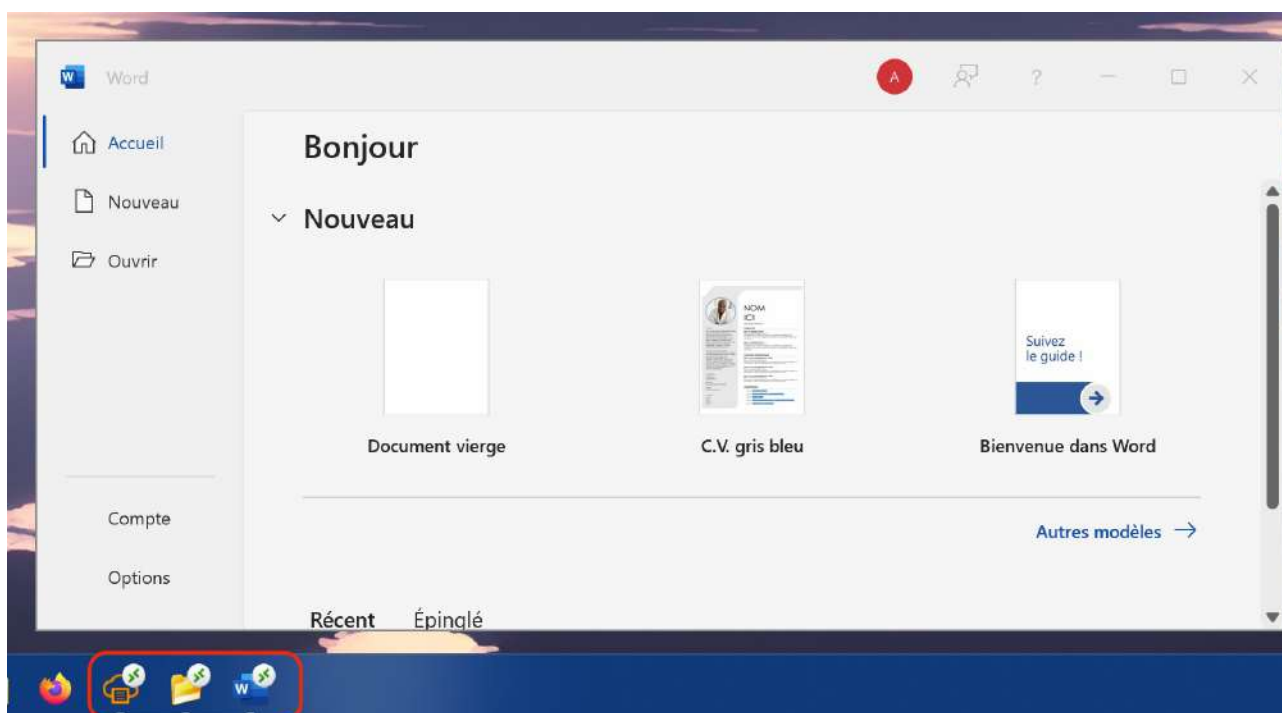 Word
A
?
Accueil
Nouveau
Ouvrir
Compte
Options
Bonjour
Nouveau
NOM
ICI
Suivez
le guide !
Document vierge
C.V. gris bleu
Bienvenue dans Word
Autres modèles
Récent Épinglé